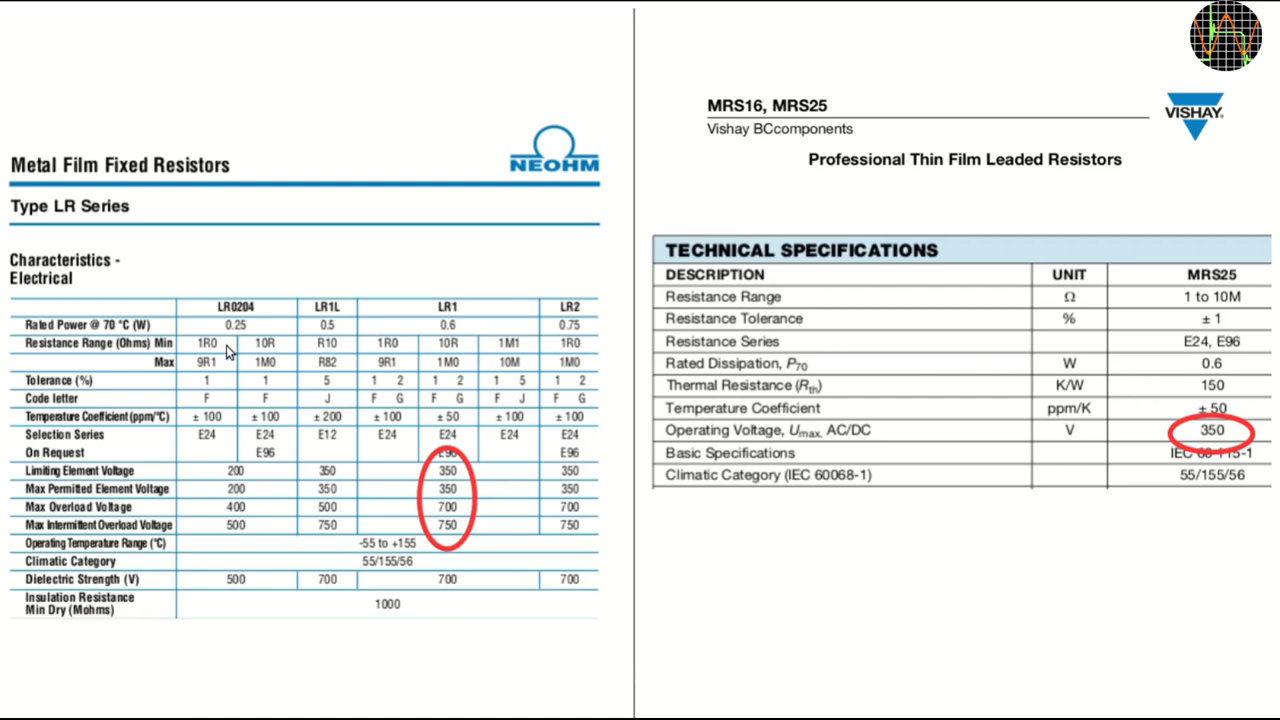 NEOHM
Metal Film Fixed Resistors
Type LR Series
Characteristics -
Electrical
LR0204 LR1L LR1 LR2
Rated Power @ 70 °C (W) 0.25 0.5 0.6 0.75
Resistance Range (Ohms) Min 1R0 10R R10 1R0 10R 1M1 1R0
Max 9R1 1M0 R82 9R1 1M0 10M 1M0
Tolerance (%) 1 1 5 1 2 1 2 1 5 1 2
Code letter F F J F G F G F J F G
Temperature Coefficient (ppm/°C) ± 100 ± 100 ± 200 ± 100 ± 50 ± 100 ± 100
Selection Series E24 E24 E12 E24 E24 E24 E24
On Request E96 E96 E96
Limiting Element Voltage 200 350 350 350
Max Permitted Element Voltage 200 350 350 350
Max Overload Voltage 400 500 700 700
Max Intermittent Overload Voltage 500 750 750 750
Operating Temperature Range (°C) -55 to +155
Climatic Category 55/155/56
Dielectric Strength (V) 500 700 700 700
Insulation Resistance
Min Dry (Mohms) 1000
MRS16, MRS25
Vishay BCcomponents
VISHAY.
Professional Thin Film Leaded Resistors
TECHNICAL SPECIFICATIONS
DESCRIPTION UNIT MRS25
Resistance Range Ω 1 to 10M
Resistance Tolerance % ± 1
Resistance Series E24, E96
Rated Dissipation, P70 W 0.6
Thermal Resistance (Rth) K/W 150
Temperature Coefficient ppm/K ± 50
Operating Voltage, Umax. AC/DC V 350
Basic Specifications IEC 60-115-1
Climatic Category (IEC 60068-1) 55/155/56